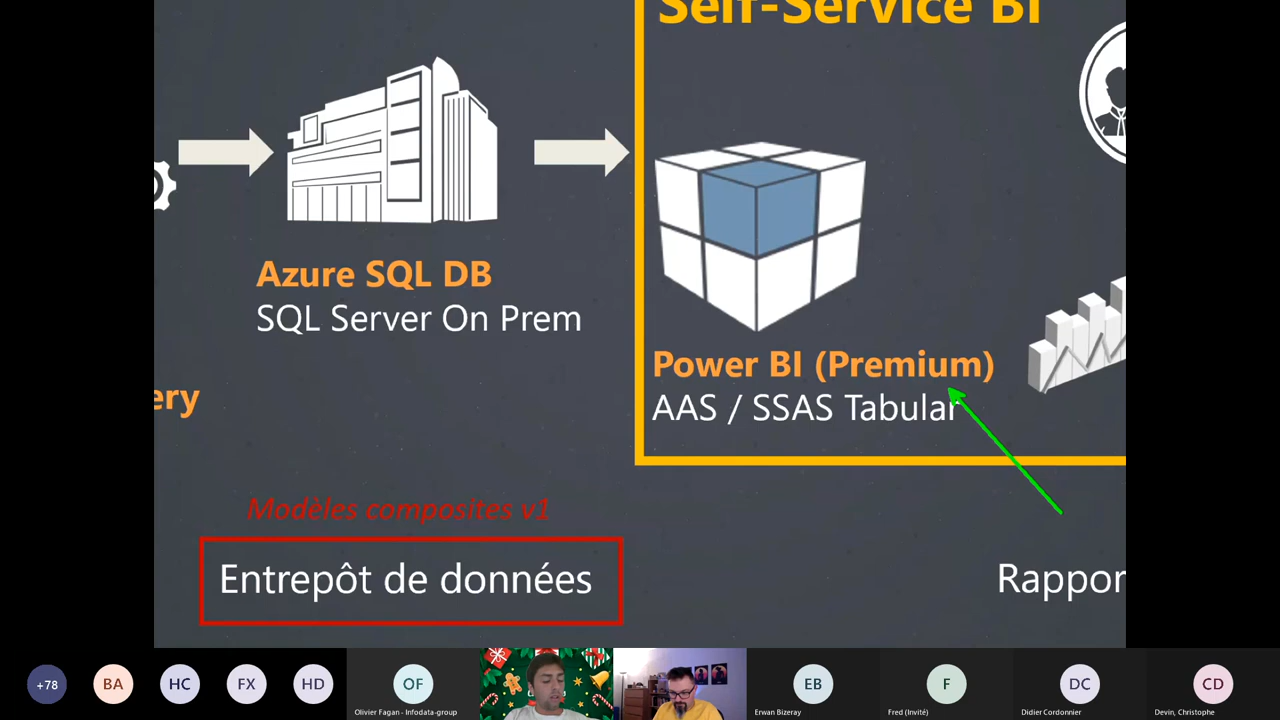 Self-Service BI
Azure SQL DB
SQL Server On Prem
ery
Power BI (Premium)
AAS / SSAS Tabular
Modèles composites v1
Entrepôt de données
Rappor
+78
BA
HC
FX
HD
OF
EB
F
DC
CD
Olivier Fagan - Infodata-group
Erwan Bizeray
Fred (Invité)
Didier Cordonnier
Devin, Christophe